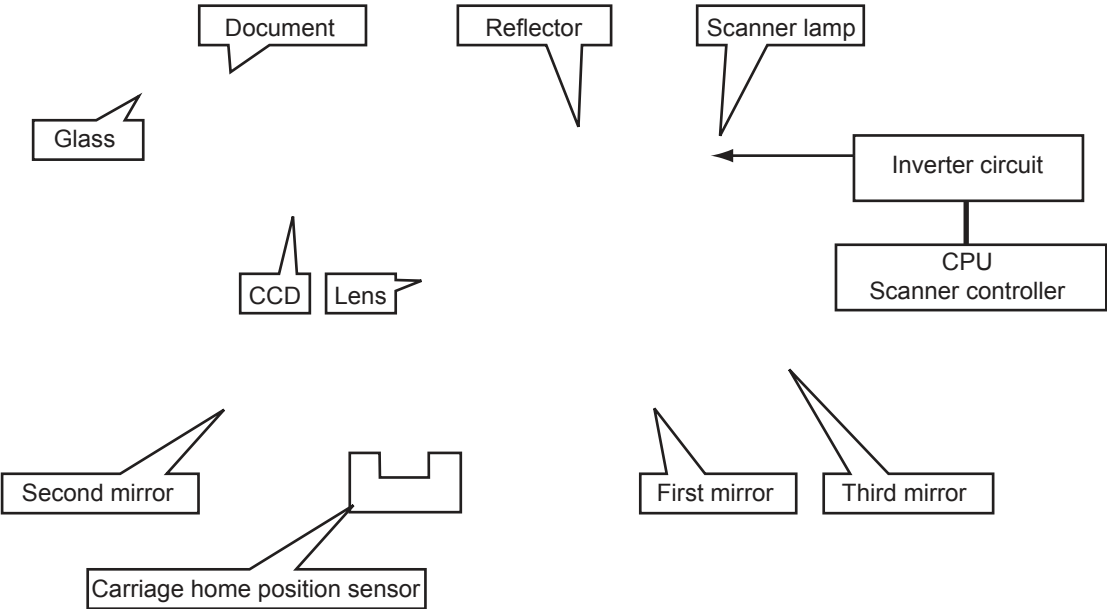 Document
Reflector
Scanner lamp
Glass
Inverter circuit
CPU
Scanner controller
CCD
Lens
Second mirror
First mirror
Third mirror
Carriage home position sensor